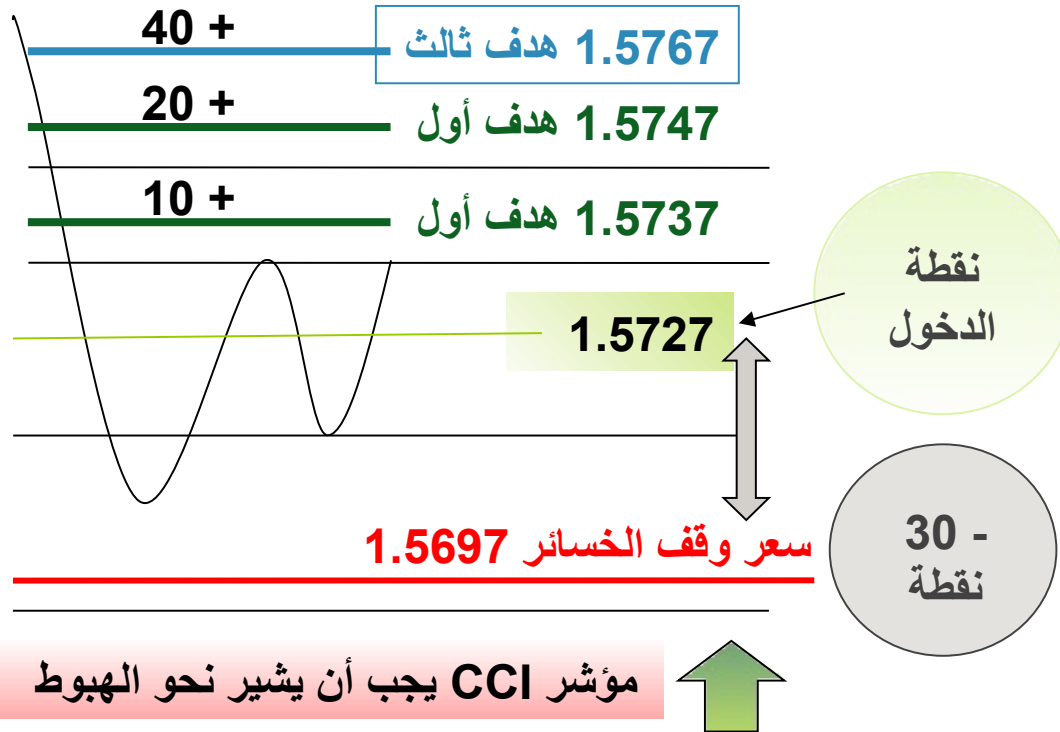 40 +
1.5767 هدف ثالث
20 +
1.5747 هدف أول
10 +
1.5737 هدف أول
نقطة
الدخول
1.5727
سعر وقف الخسائر 1.5697
30 -
نقطة
مؤشر CCI يجب أن يشير نحو الهبوط